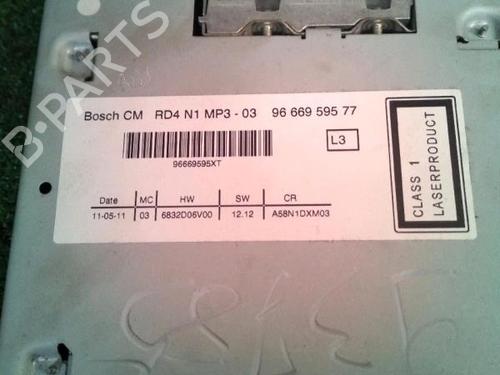 B-PARTS
Bosch CM RD4 N1 MP3 - 03 96 669 595 77
L3
96669595XT
Date MC HW SW CR
11-05-11 03 6832D06V00 12.12 A58N1DXM03
CLASS 1
LASERPRODUCT